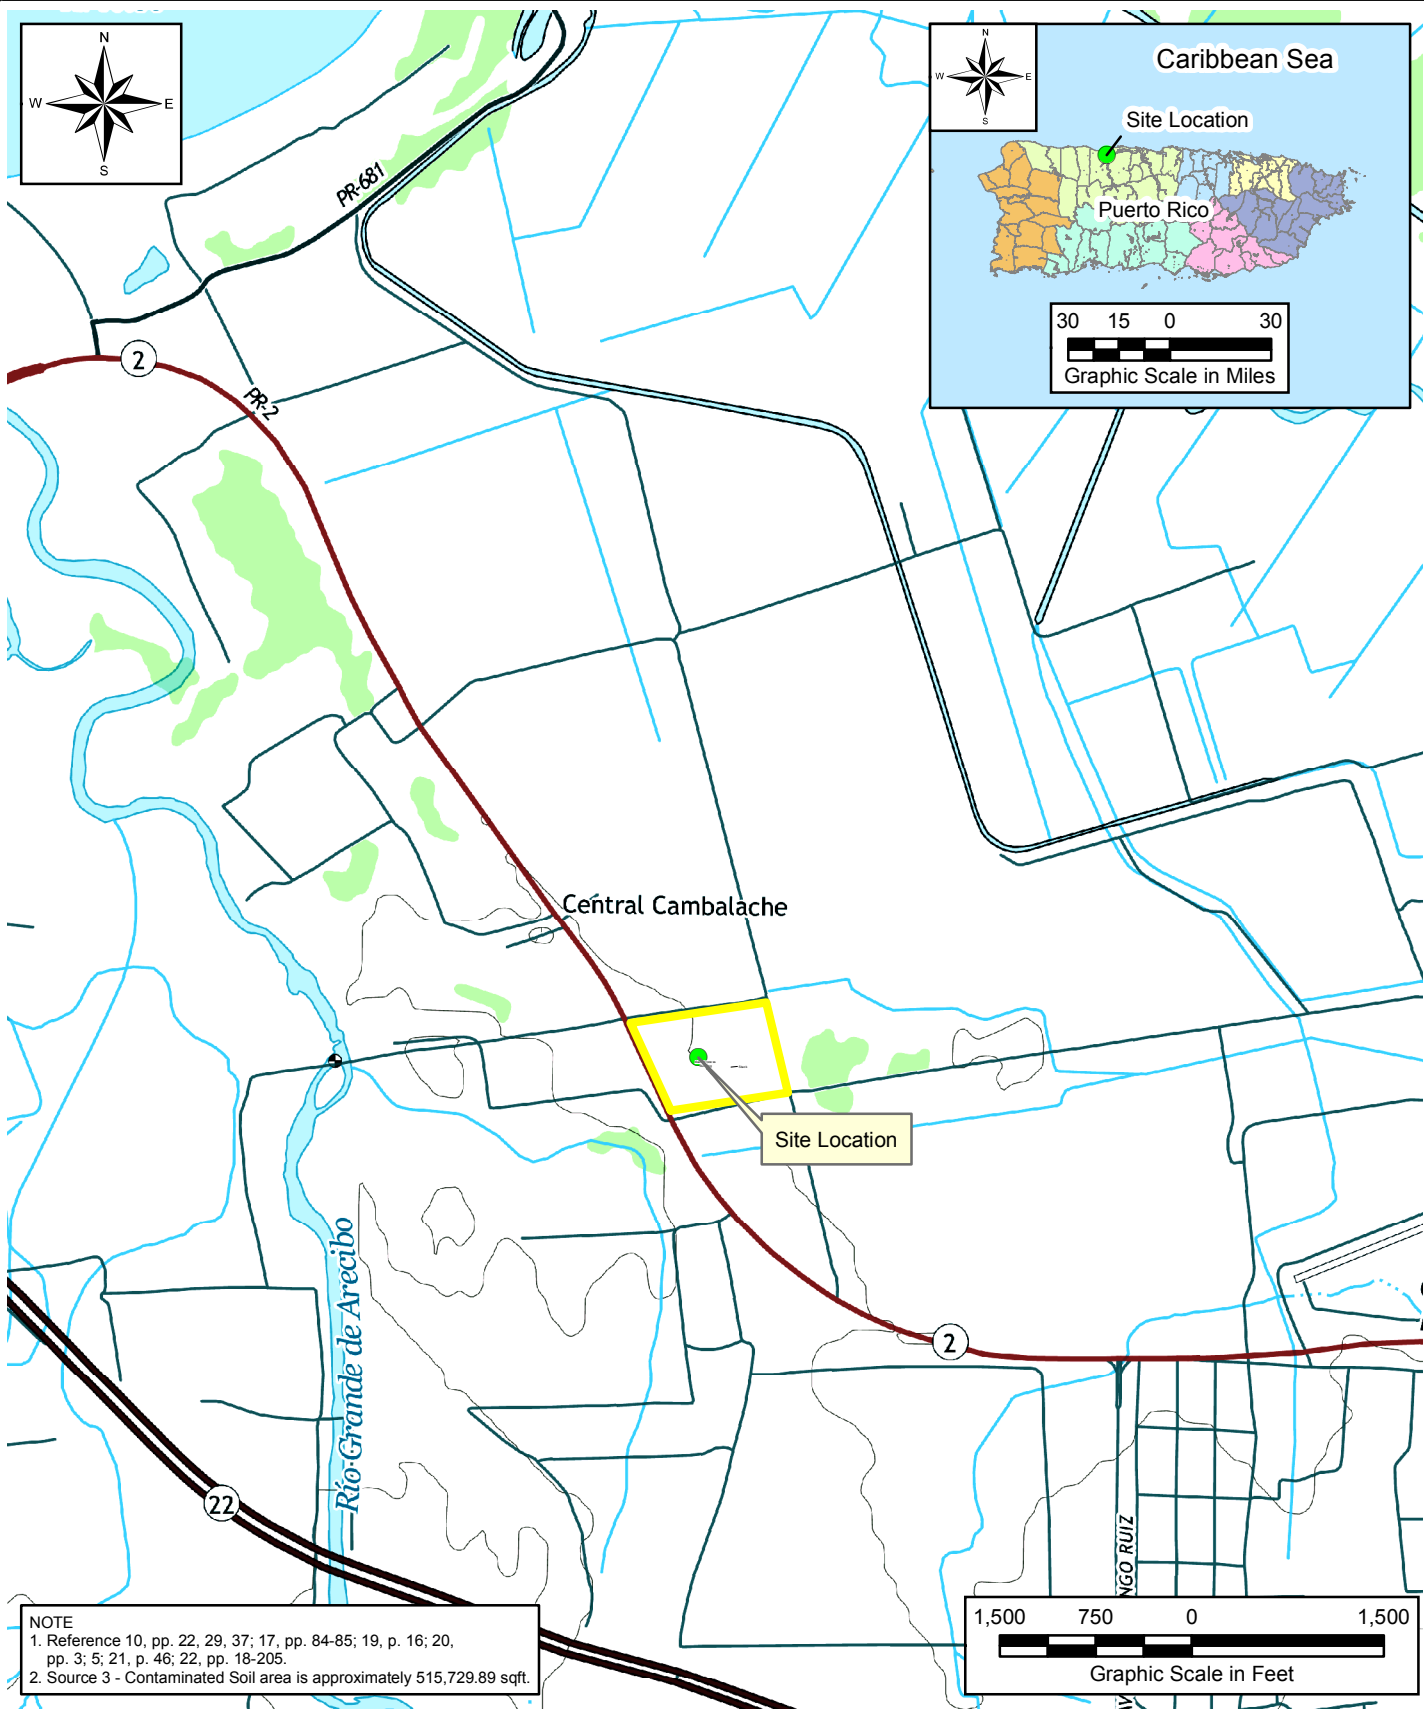 N
W E
S
N
W E
S
Caribbean Sea
Site Location
Puerto Rico
30 15 0 30
Graphic Scale in Miles
PR-681
2
PR-2
Central Cambalache
Site Location
Río Grande de Arecibo
2
22
NGO RUIZ
NOTE
1. Reference 10, pp. 22, 29, 37; 17, pp. 84-85; 19, p. 16; 20,
pp. 3; 5; 21, p. 46; 22, pp. 18-205.
2. Source 3 - Contaminated Soil area is approximately 515,729.89 sqft.
1,500 750 0 1,500
Graphic Scale in Feet